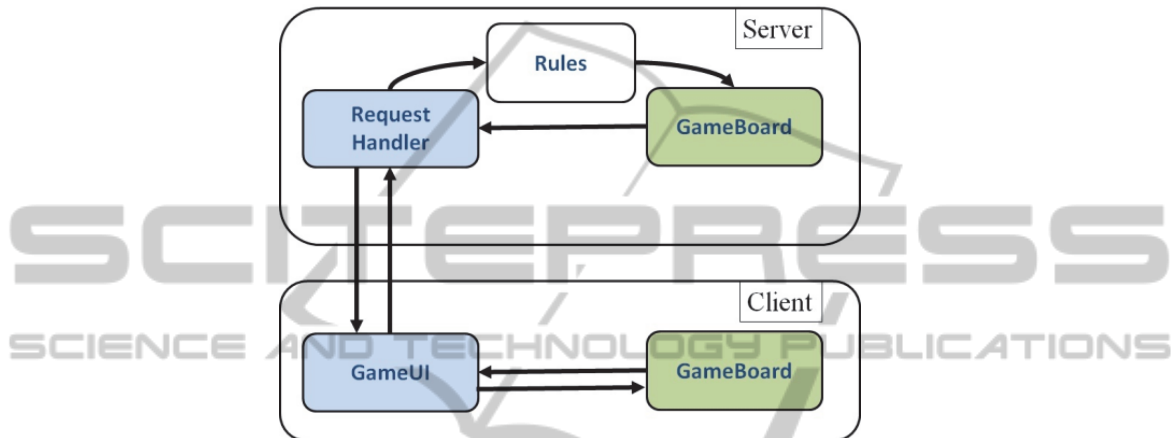 Server
Rules
Request
Handler
GameBoard
SCITEPRESS
Client
SCIENCE AND TECHNOLOGY PUBLICATIONS
GameUI
GameBoard